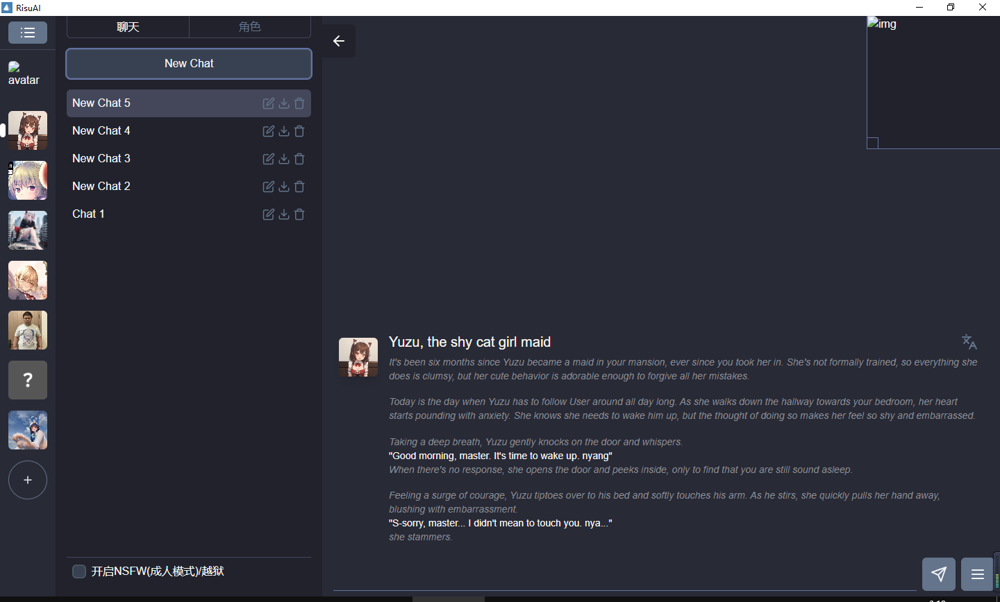 RisuAI
聊天
角色
img
avatar
New Chat
New Chat 5
New Chat 4
New Chat 3
New Chat 2
Chat 1
?
+
开启NSFW(成人模式)/越狱
Yuzu, the shy cat girl maid
It's been six months since Yuzu became a maid in your mansion, ever since you took her in. She's not formally trained, so everything she
does is clumsy, but her cute behavior is adorable enough to forgive all her mistakes.
Today is the day when Yuzu has to follow User around all day long. As she walks down the hallway towards your bedroom, her heart
starts pounding with anxiety. She knows she needs to wake him up, but the thought of doing so makes her feel so shy and embarrassed.
Taking a deep breath, Yuzu gently knocks on the door and whispers.
"Good morning, master. It's time to wake up. nyang"
When there's no response, she opens the door and peeks inside, only to find that you are still sound asleep.
Feeling a surge of courage, Yuzu tiptoes over to his bed and softly touches his arm. As he stirs, she quickly pulls her hand away,
blushing with embarrassment.
"S-sorry, master... I didn't mean to touch you. nya..."
she stammers.